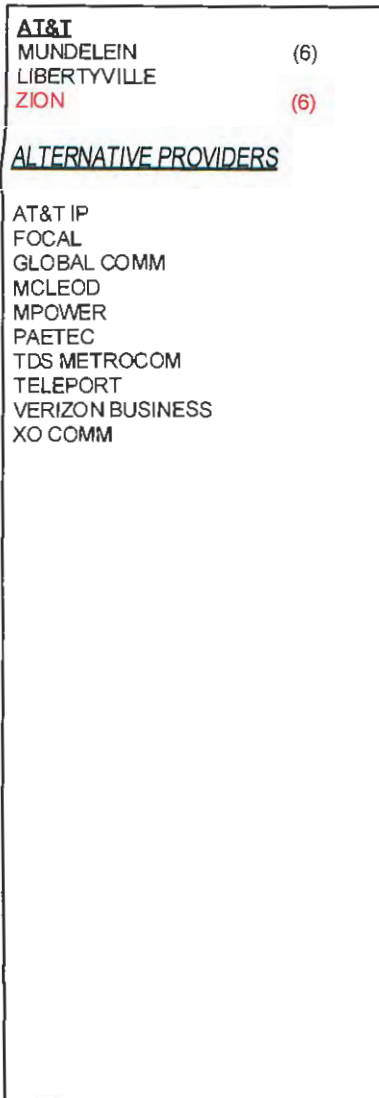 AT&T
MUNDELEIN (6)
LIBERTYVILLE
ZION (6)
ALTERNATIVE PROVIDERS
AT&T IP
FOCAL
GLOBAL COMM
MCLEOD
MPOWER
PAETEC
TDS METROCOM
TELEPORT
VERIZON BUSINESS
XO COMM